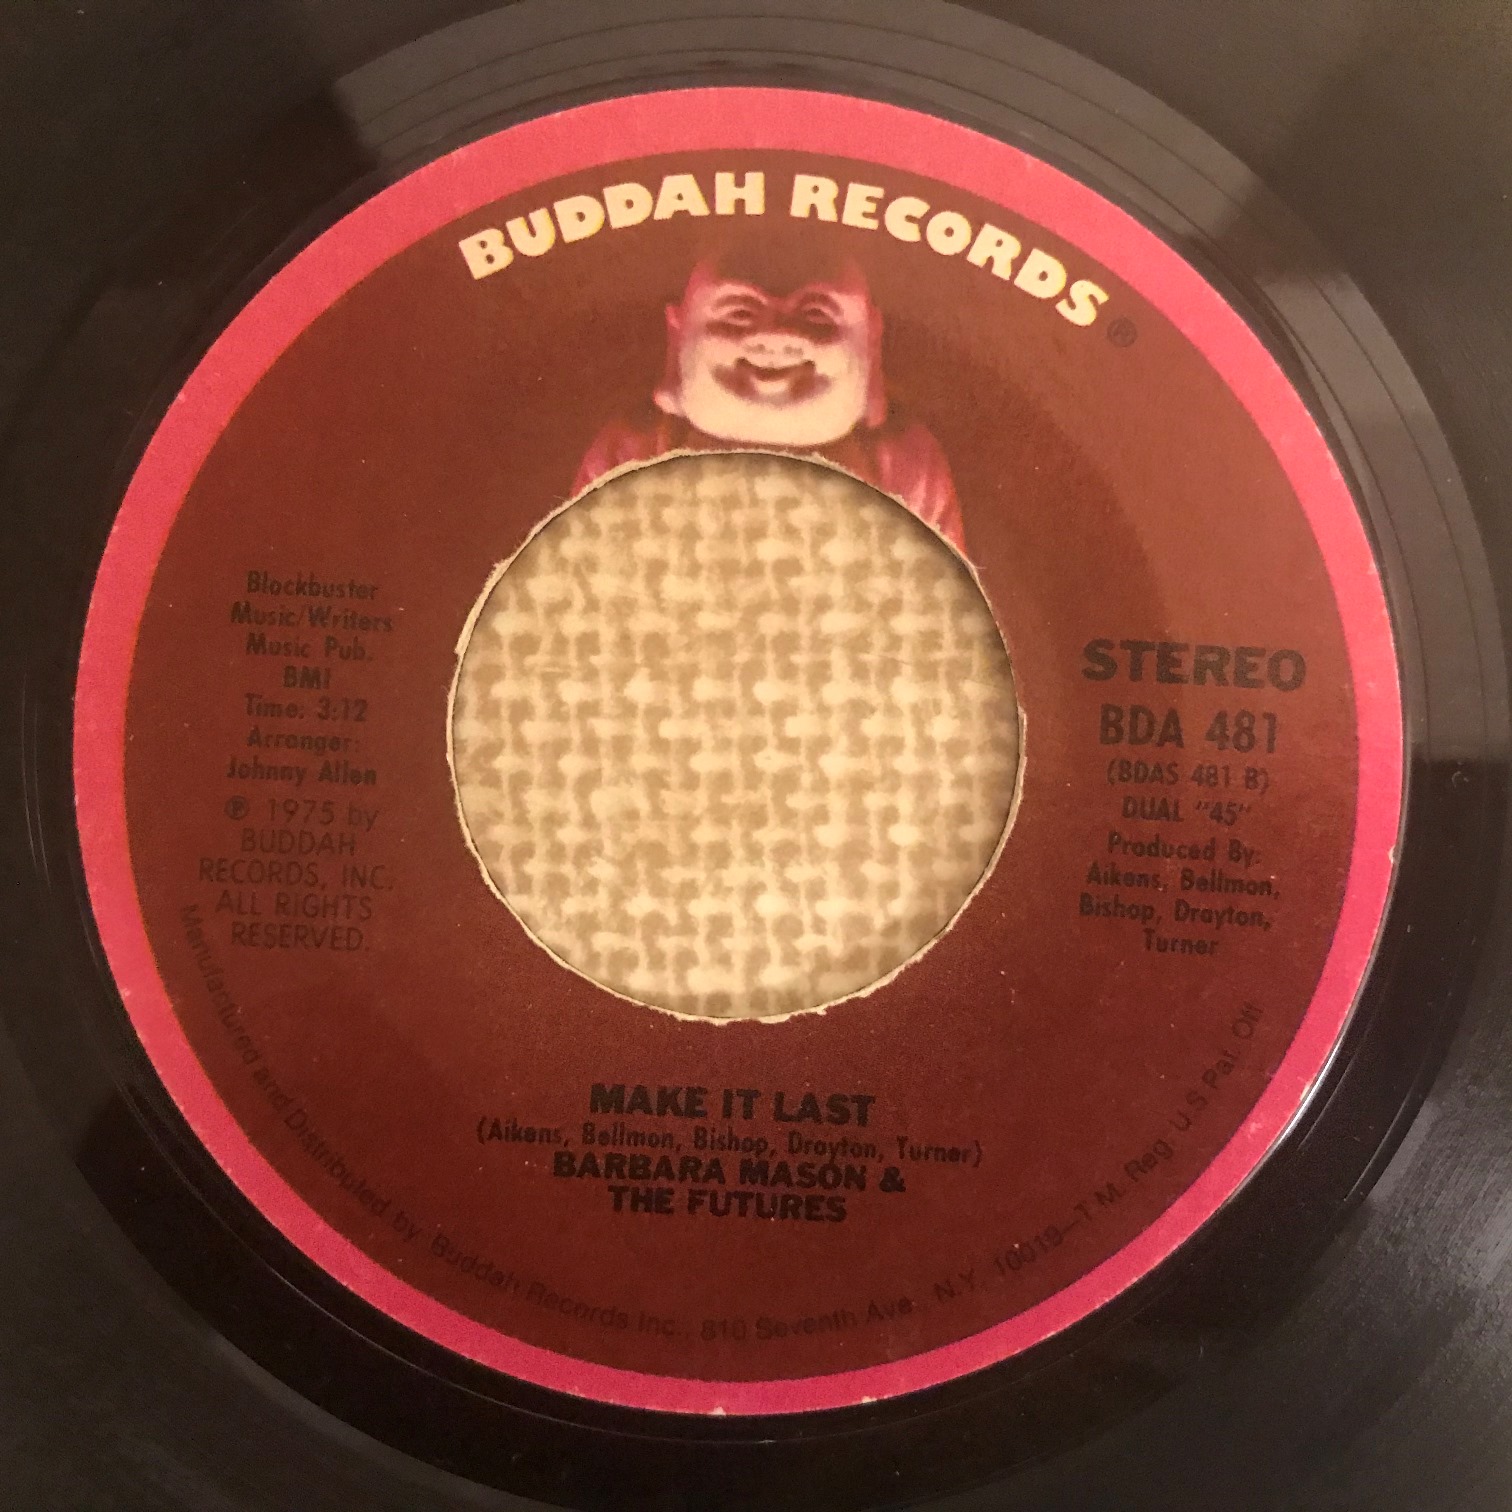 BUDDAH RECORDS ®
Blockbuster
Music/Writers
Music Pub.
BMI
Time: 3:12
Arranger:
Johnny Allen
℗ 1975 by
BUDDAH
RECORDS, INC.
ALL RIGHTS
RESERVED.
STEREO
BDA 481
(BDAS 481 B)
DUAL "45"
Produced By:
Aikens, Bellmon,
Bishop, Drayton,
Turner
MAKE IT LAST
(Aikens, Bellmon, Bishop, Drayton, Turner)
BARBARA MASON &
THE FUTURES
Manufactured and Distributed by Buddah Records Inc., 810 Seventh Ave., N.Y. 10019—T.M. Reg. U.S. Pat. Off